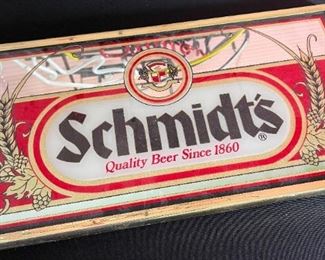 Schmidt's®
Quality Beer Since 1860